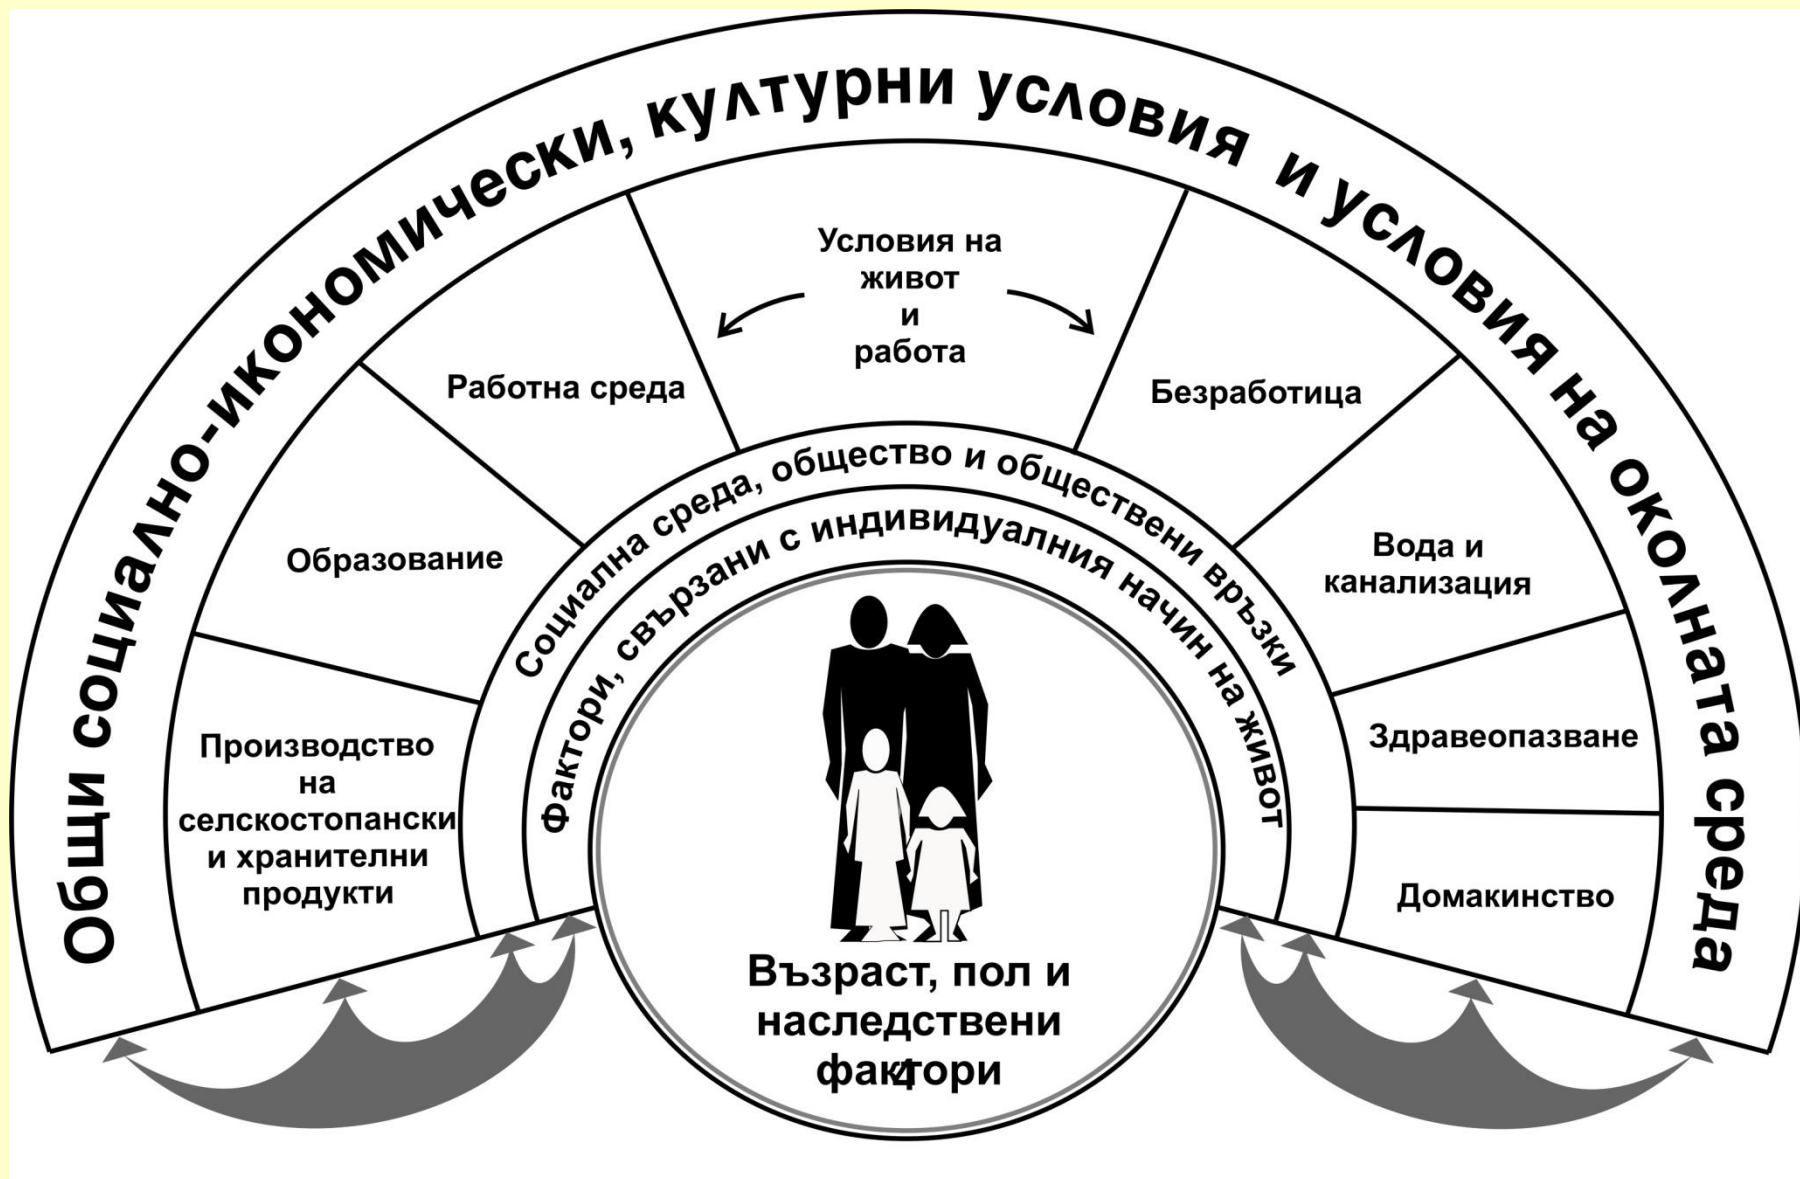 Общи социално-икономически, културни условия и условия на околната среда
Условия на
живот
и
работа
Работна среда
Безработица
Образование
Вода и
канализация
Производство
на
селскостопански
и хранителни
продукти
Здравеопазване
Домакинство
Социална среда, общество и обществени връзки
Фактори, свързани с индивидуалния начин на живот
Възраст, пол и
наследствени
фактори
4